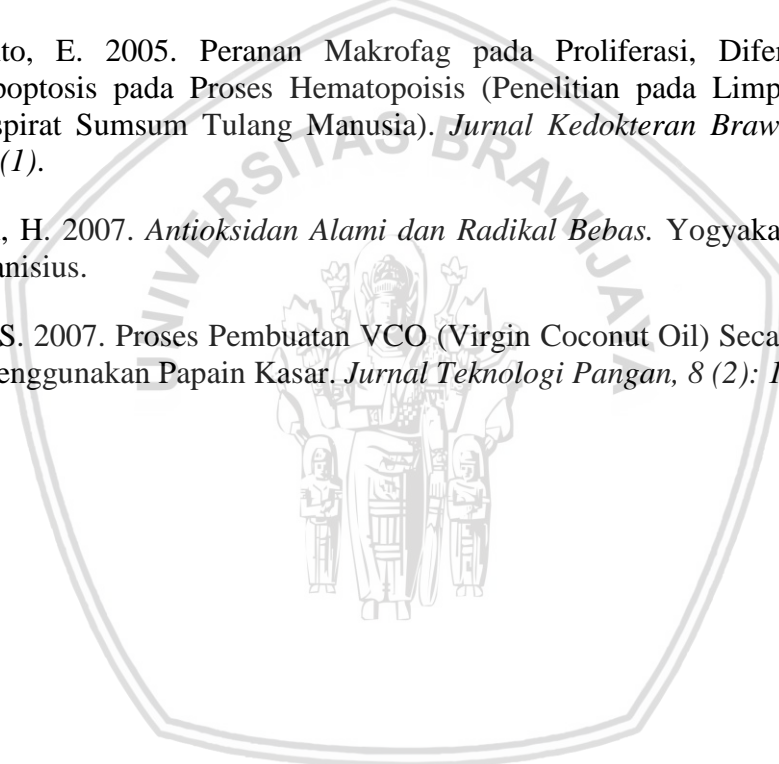 to, E. 2005. Peranan Makrofag pada Proliferasi, Difer
poptosis pada Proses Hematopoisis (Penelitian pada Limp
spirat Sumsum Tulang Manusia). Jurnal Kedokteran Braw
(1).
, H. 2007. Antioksidan Alami dan Radikal Bebas. Yogyaka
anisius.
S. 2007. Proses Pembuatan VCO (Virgin Coconut Oil) Seca
enggunakan Papain Kasar. Jurnal Teknologi Pangan, 8 (2): 1
UNIVERSITAS BRAWIJAYA